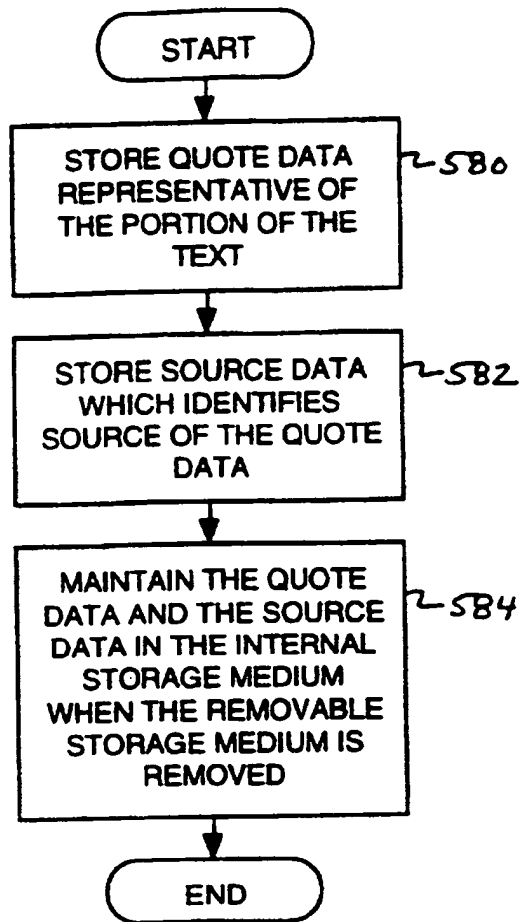 START
STORE QUOTE DATA
REPRESENTATIVE OF
THE PORTION OF THE
TEXT
580
STORE SOURCE DATA
WHICH IDENTIFIES
SOURCE OF THE QUOTE
DATA
582
MAINTAIN THE QUOTE
DATA AND THE SOURCE
DATA IN THE INTERNAL
STORAGE MEDIUM
WHEN THE REMOVABLE
STORAGE MEDIUM IS
REMOVED
584
END